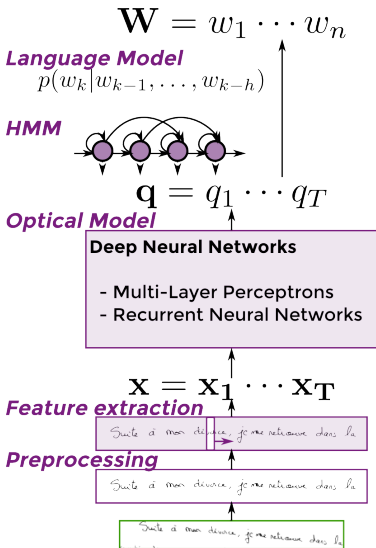 W = w₁ ⋯ wₙ
Language Model
p(wₖ|wₖ₋₁, …, wₖ₋ₕ)
HMM
q = q₁ ⋯ q_T
Optical Model
Deep Neural Networks
- Multi-Layer Perceptrons
- Recurrent Neural Networks
x = x₁ ⋯ x_T
Feature extraction
Suite à mon divorce, je me retrouve dans la
Preprocessing
Suite à mon divorce, je me retrouve dans la
Suite à mon divorce, je me retrouve dans la